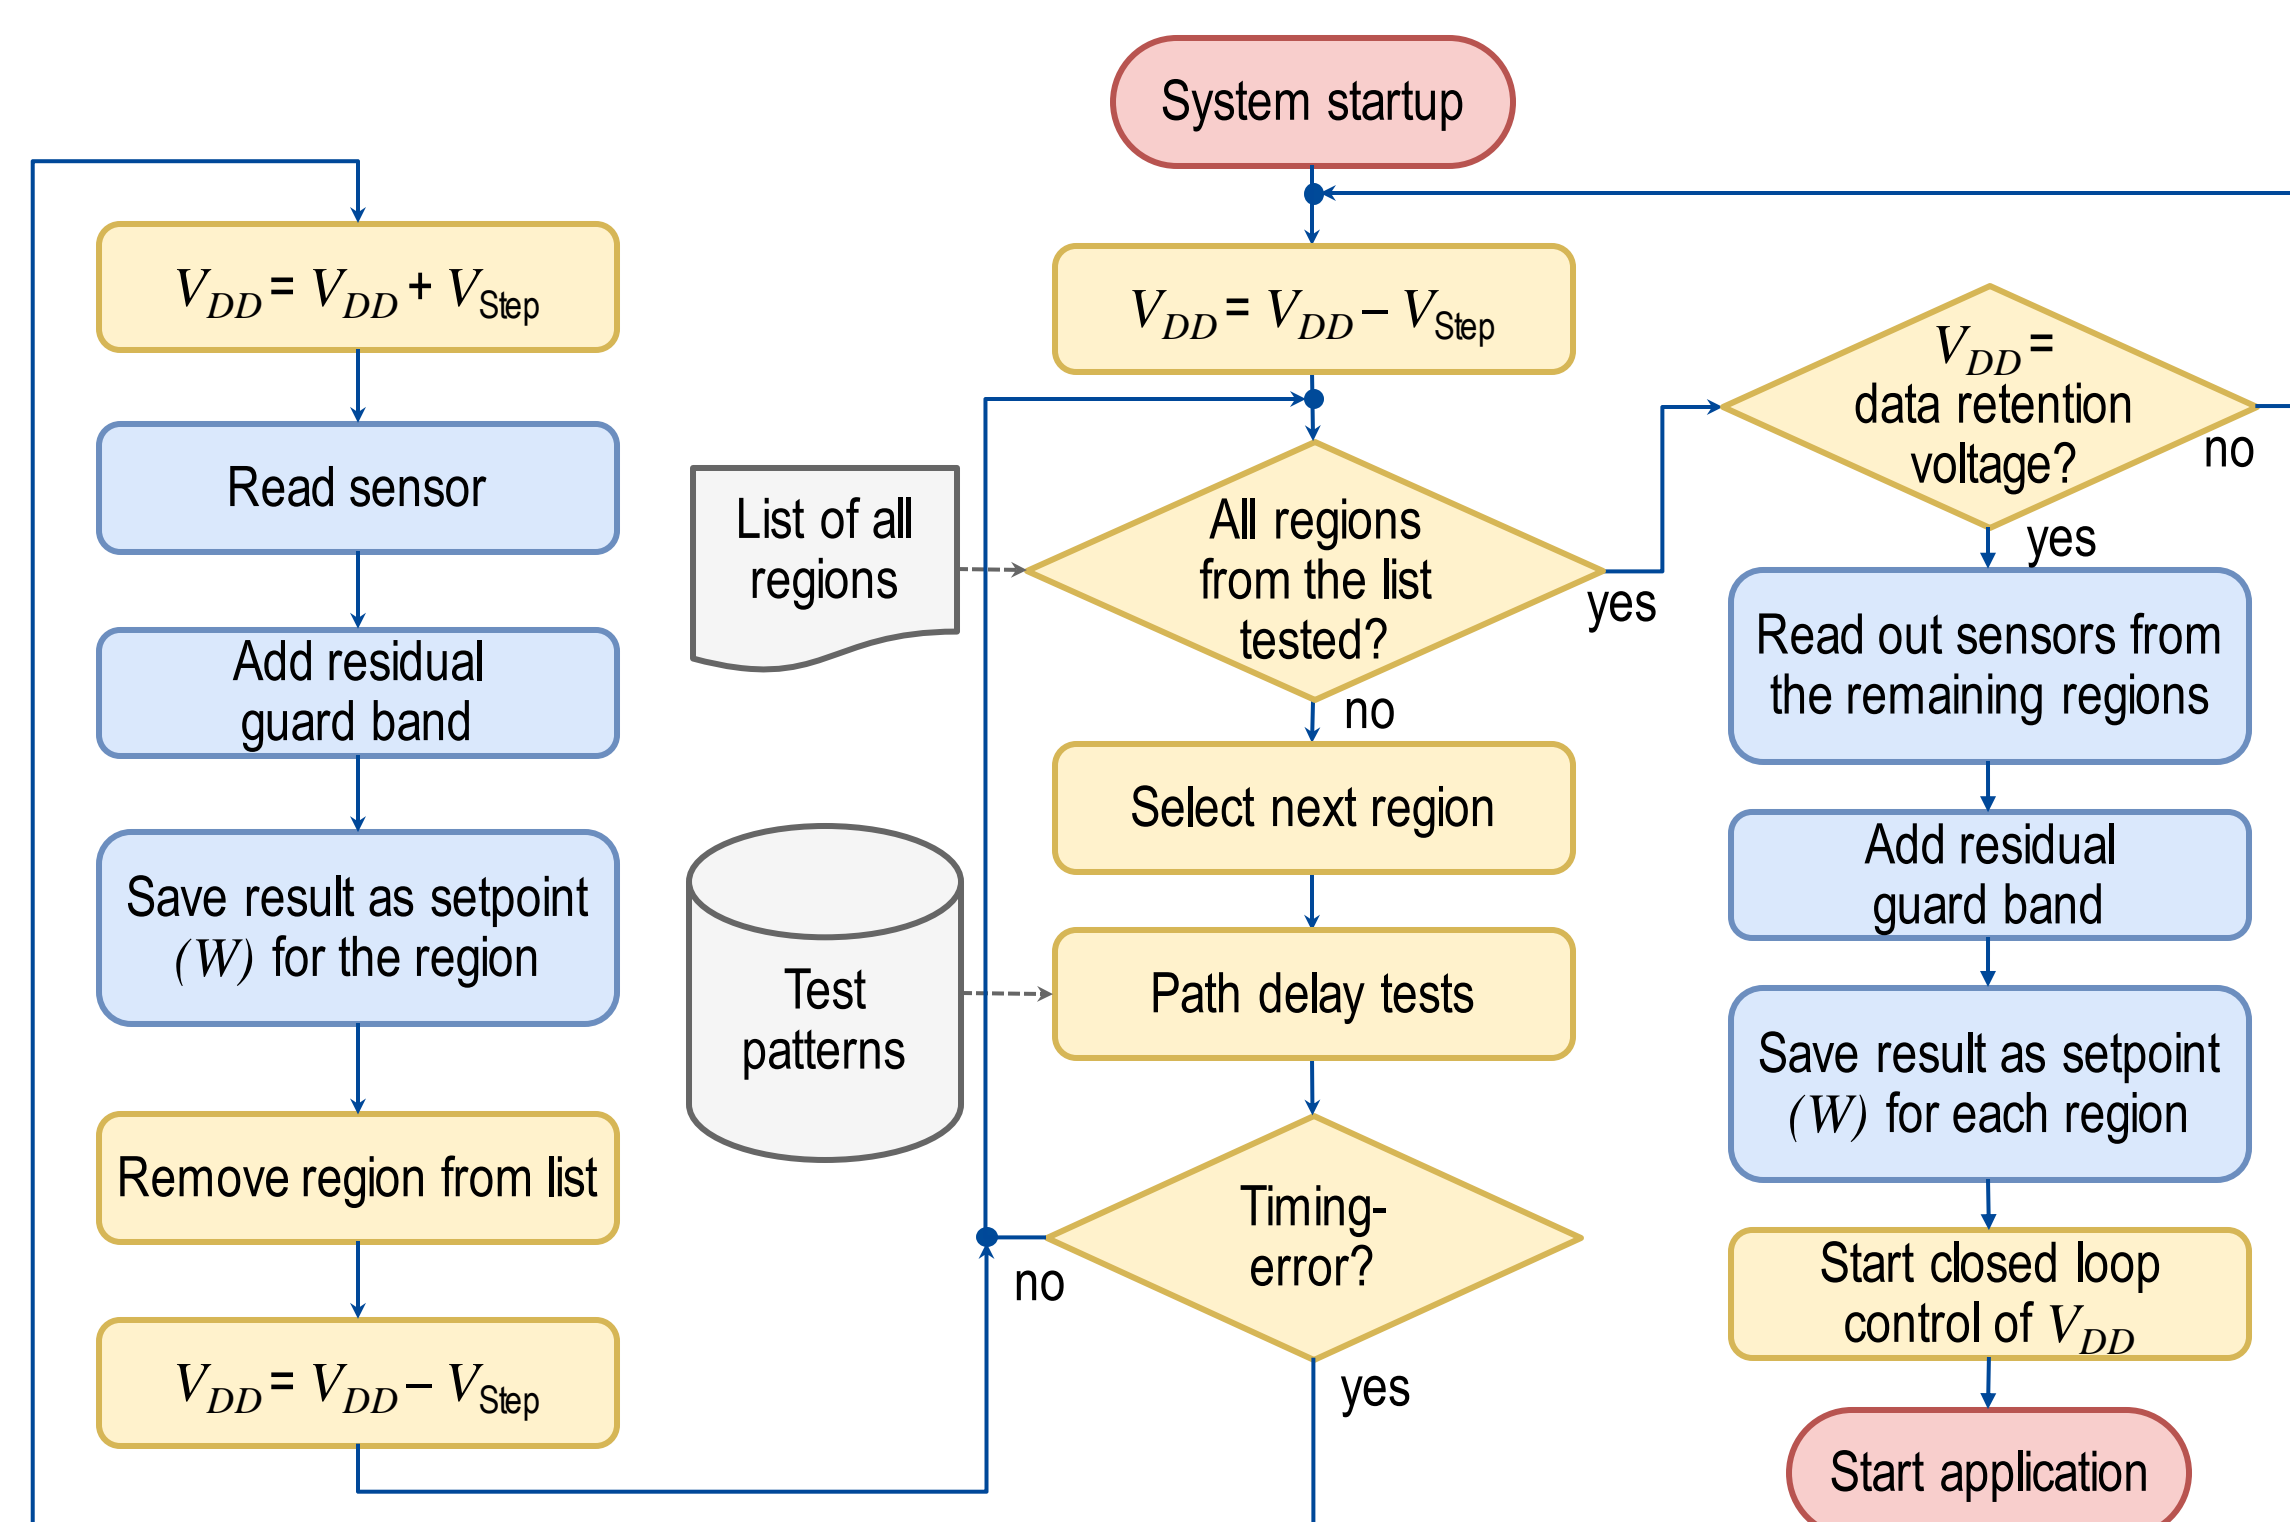 System startup
V_DD = V_DD + V_Step
Read sensor
Add residual
guard band
Save result as setpoint
(W) for the region
Remove region from list
V_DD = V_DD – V_Step
List of all
regions
Test
patterns
V_DD = V_DD – V_Step
All regions
from the list
tested?
yes
no
Select next region
Path delay tests
Timing-
error?
no
yes
V_DD =
data retention
voltage?
no
yes
Read out sensors from
the remaining regions
Add residual
guard band
Save result as setpoint
(W) for each region
Start closed loop
control of V_DD
Start application